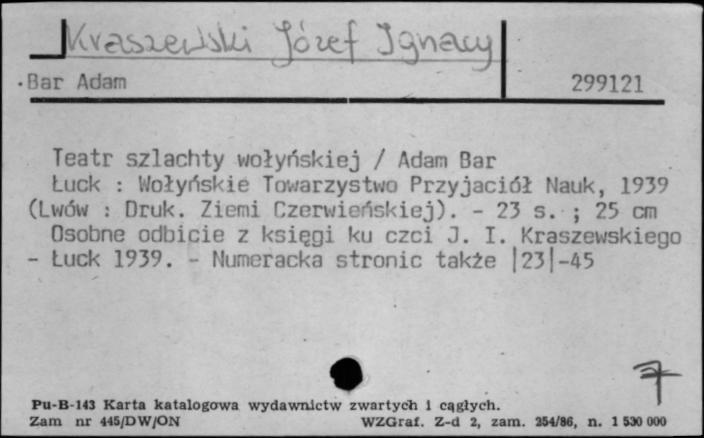 Kraszewski Józef Ignacy
Bar Adam 299121
Teatr szlachty wołyńskiej / Adam Bar
Łuck : Wołyńskie Towarzystwo Przyjaciół Nauk, 1939
(Lwów : Druk. Ziemi Czerwieńskiej). - 23 s. ; 25 cm
Osobne odbicie z księgi ku czci J. I. Kraszewskiego
- Łuck 1939. - Numeracka stronic także |23|-45
Pu-B-143 Karta katalogowa wydawnictw zwartych i ciągłych.
Zam nr 445/DW/ON WZGraf. Z-d 2, zam. 254/86, n. 1 530 000